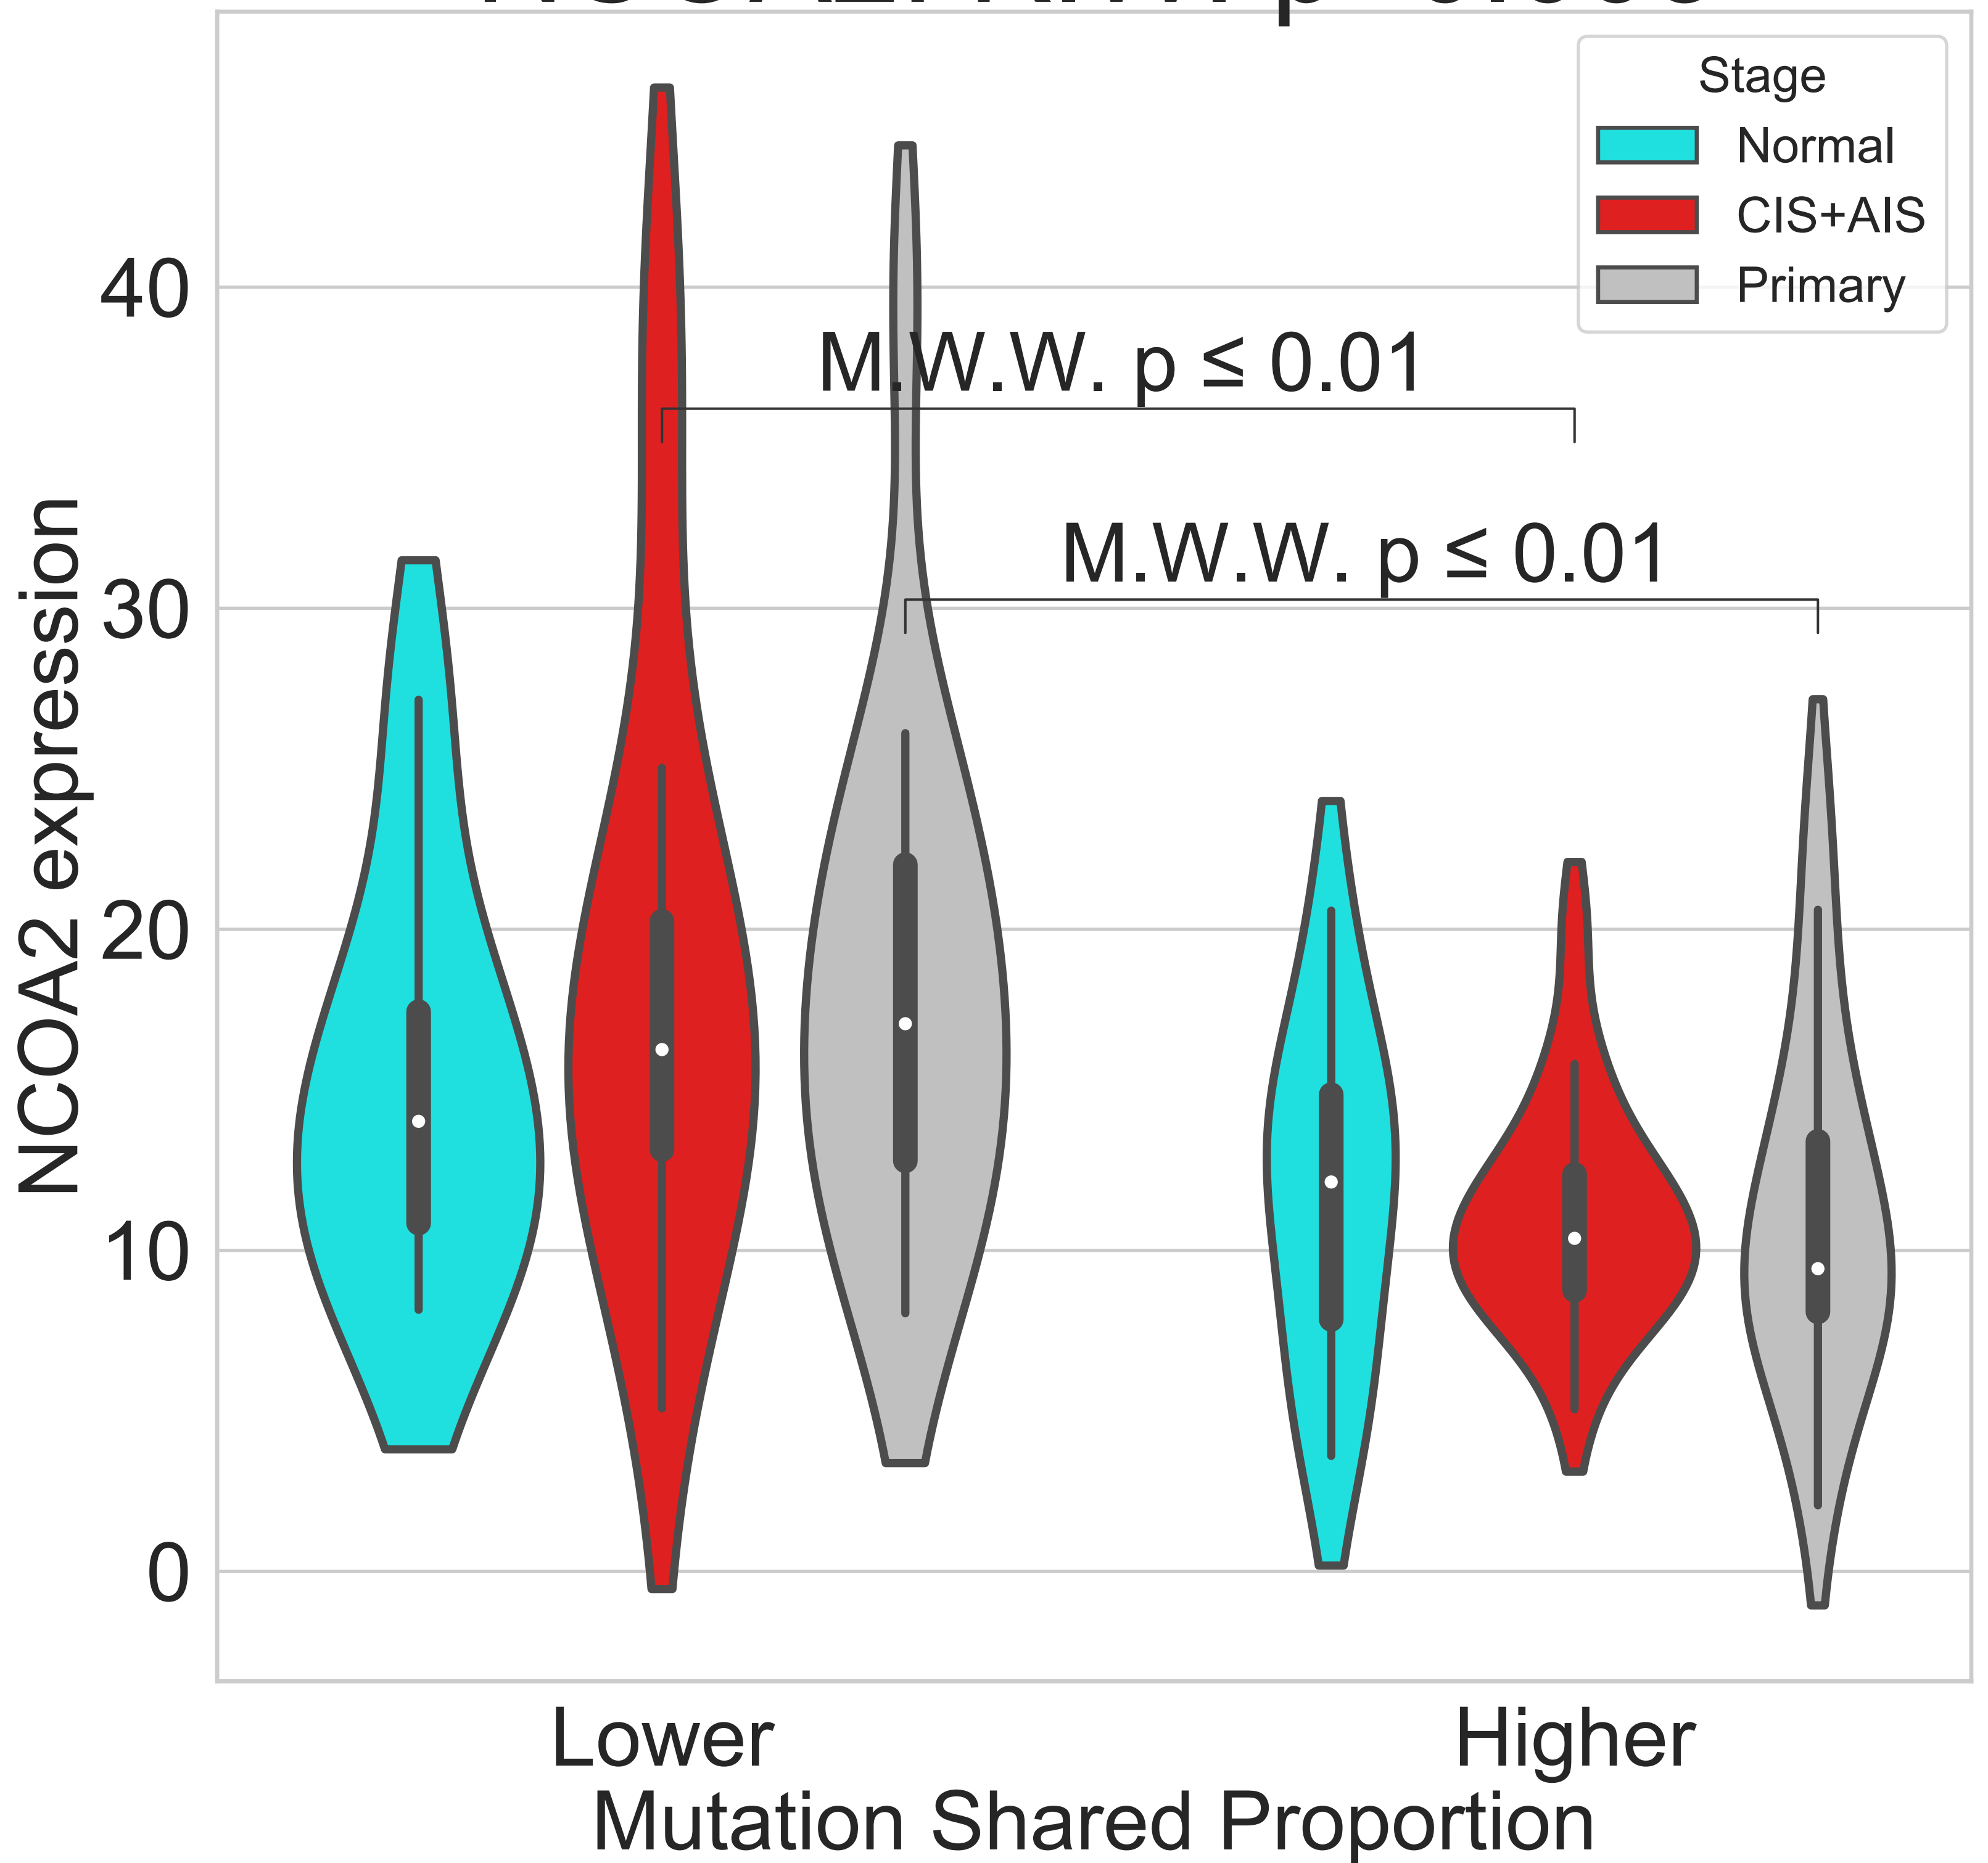 Stage
Normal
CIS+AIS
Primary
40
M.W.W. p ≤ 0.01
M.W.W. p ≤ 0.01
30
20
10
0
NCOA2 expression
Lower
Higher
Mutation Shared Proportion